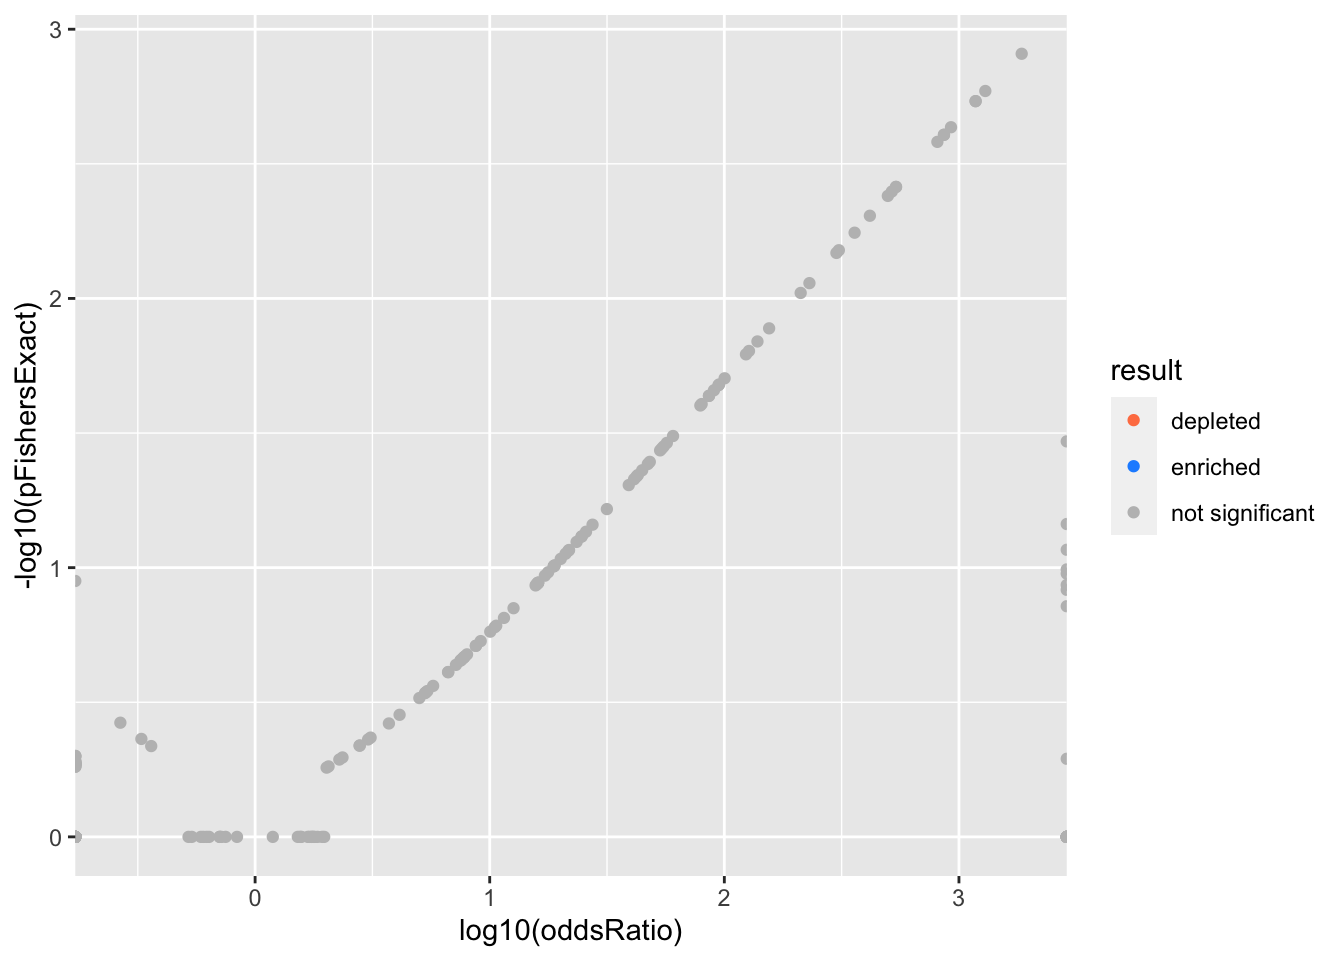 3
2
1
0
-log10(pFishersExact)
0 1 2 3
log10(oddsRatio)
result
depleted
enriched
not significant